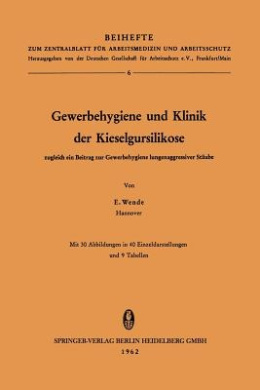 BEIHEFTE
ZUM ZENTRALBLATT FÜR ARBEITSMEDIZIN UND ARBEITSSCHUTZ
Herausgegeben von der Deutschen Gesellschaft für Arbeitsschutz e.V., Frankfurt/Main
6
Gewerbehygiene und Klinik
der Kieselgursilikose
zugleich ein Beitrag zur Gewerbehygiene lungenaggressiver Stäube
Von
E. Wende
Hannover
Mit 30 Abbildungen in 40 Einzeldarstellungen
und 9 Tabellen
SPRINGER-VERLAG BERLIN HEIDELBERG GMBH
1962